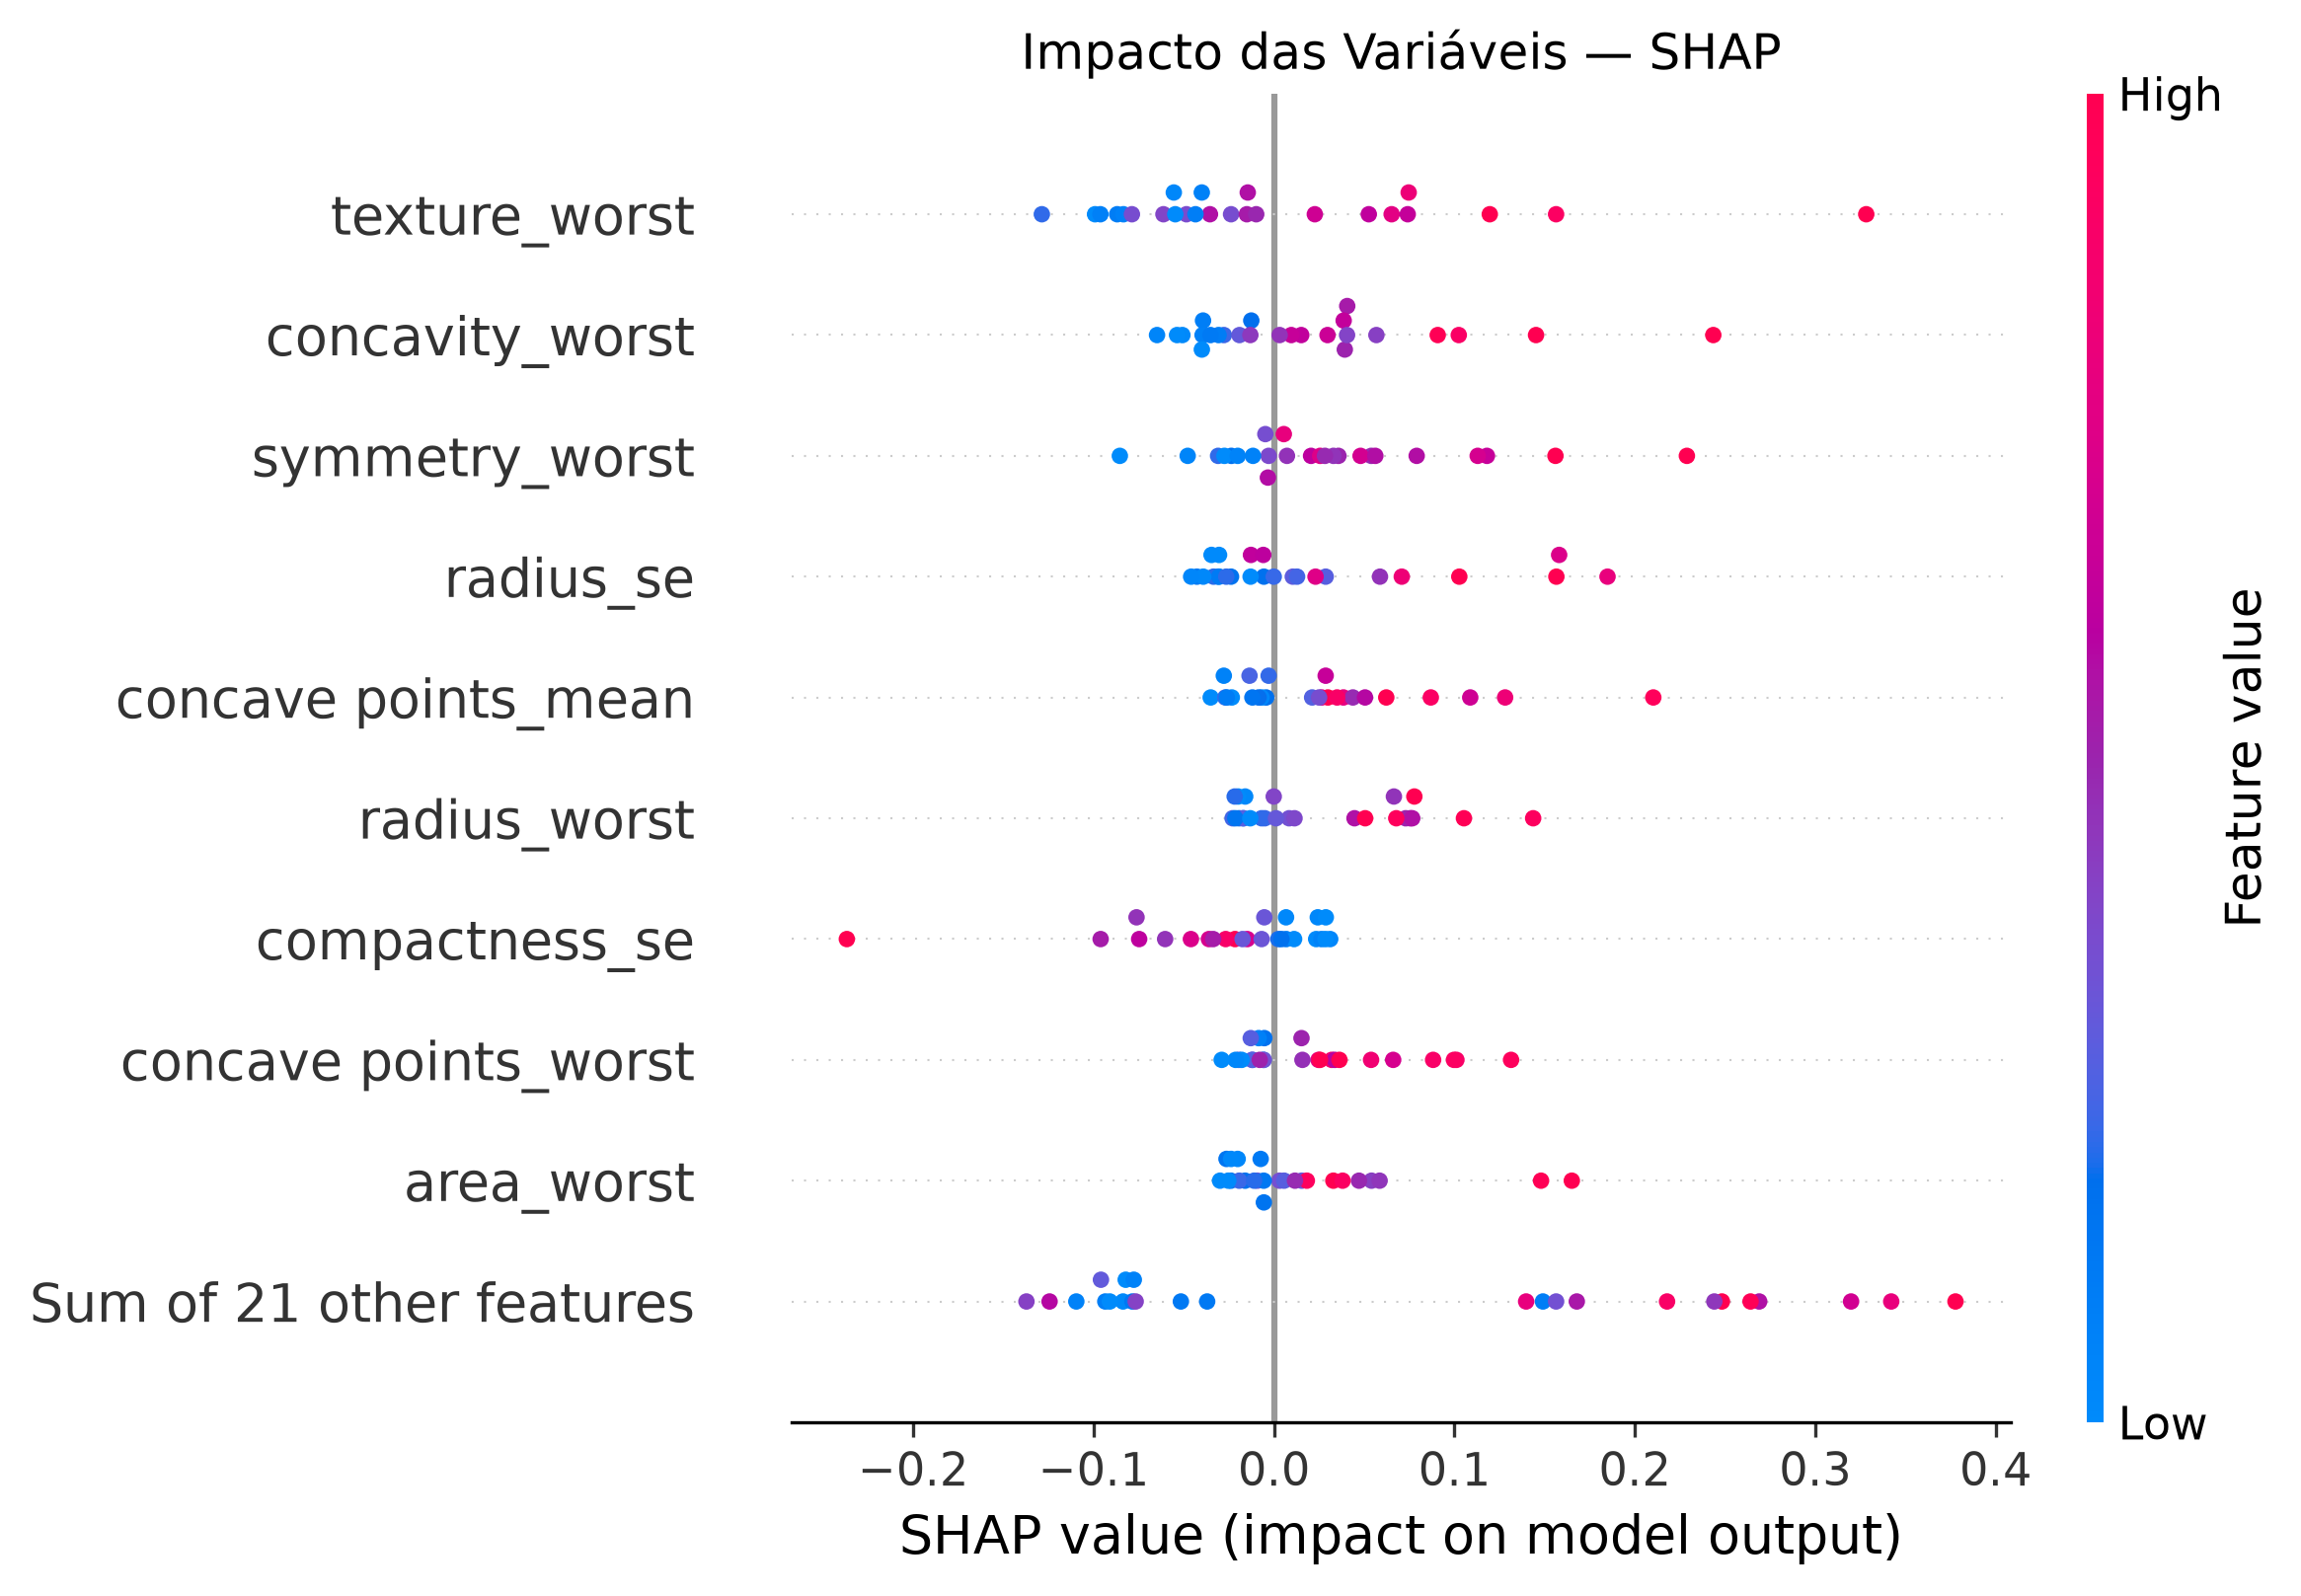 Impacto das Variáveis — SHAP
High
texture_worst
concavity_worst
symmetry_worst
radius_se
concave points_mean
radius_worst
compactness_se
concave points_worst
area_worst
Sum of 21 other features
Feature value
Low
−0.2 −0.1 0.0 0.1 0.2 0.3 0.4
SHAP value (impact on model output)